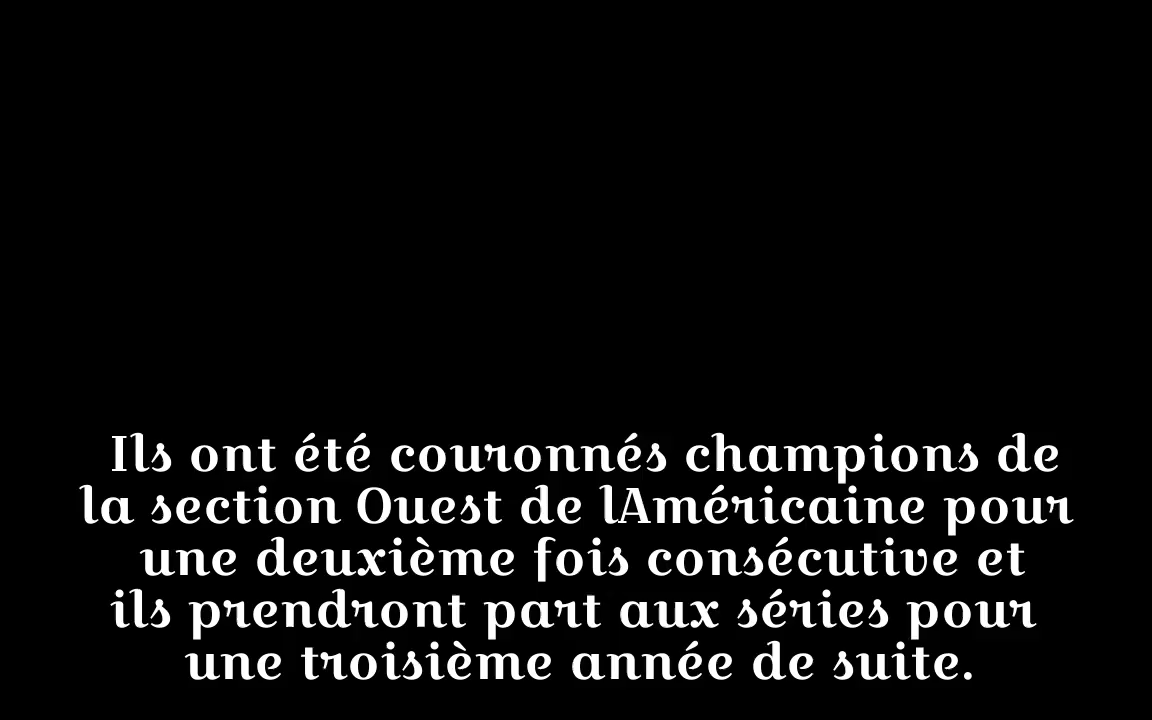 Ils ont été couronnés champions de
la section Ouest de lAméricaine pour
une deuxième fois consécutive et
ils prendront part aux séries pour
une troisième année de suite.